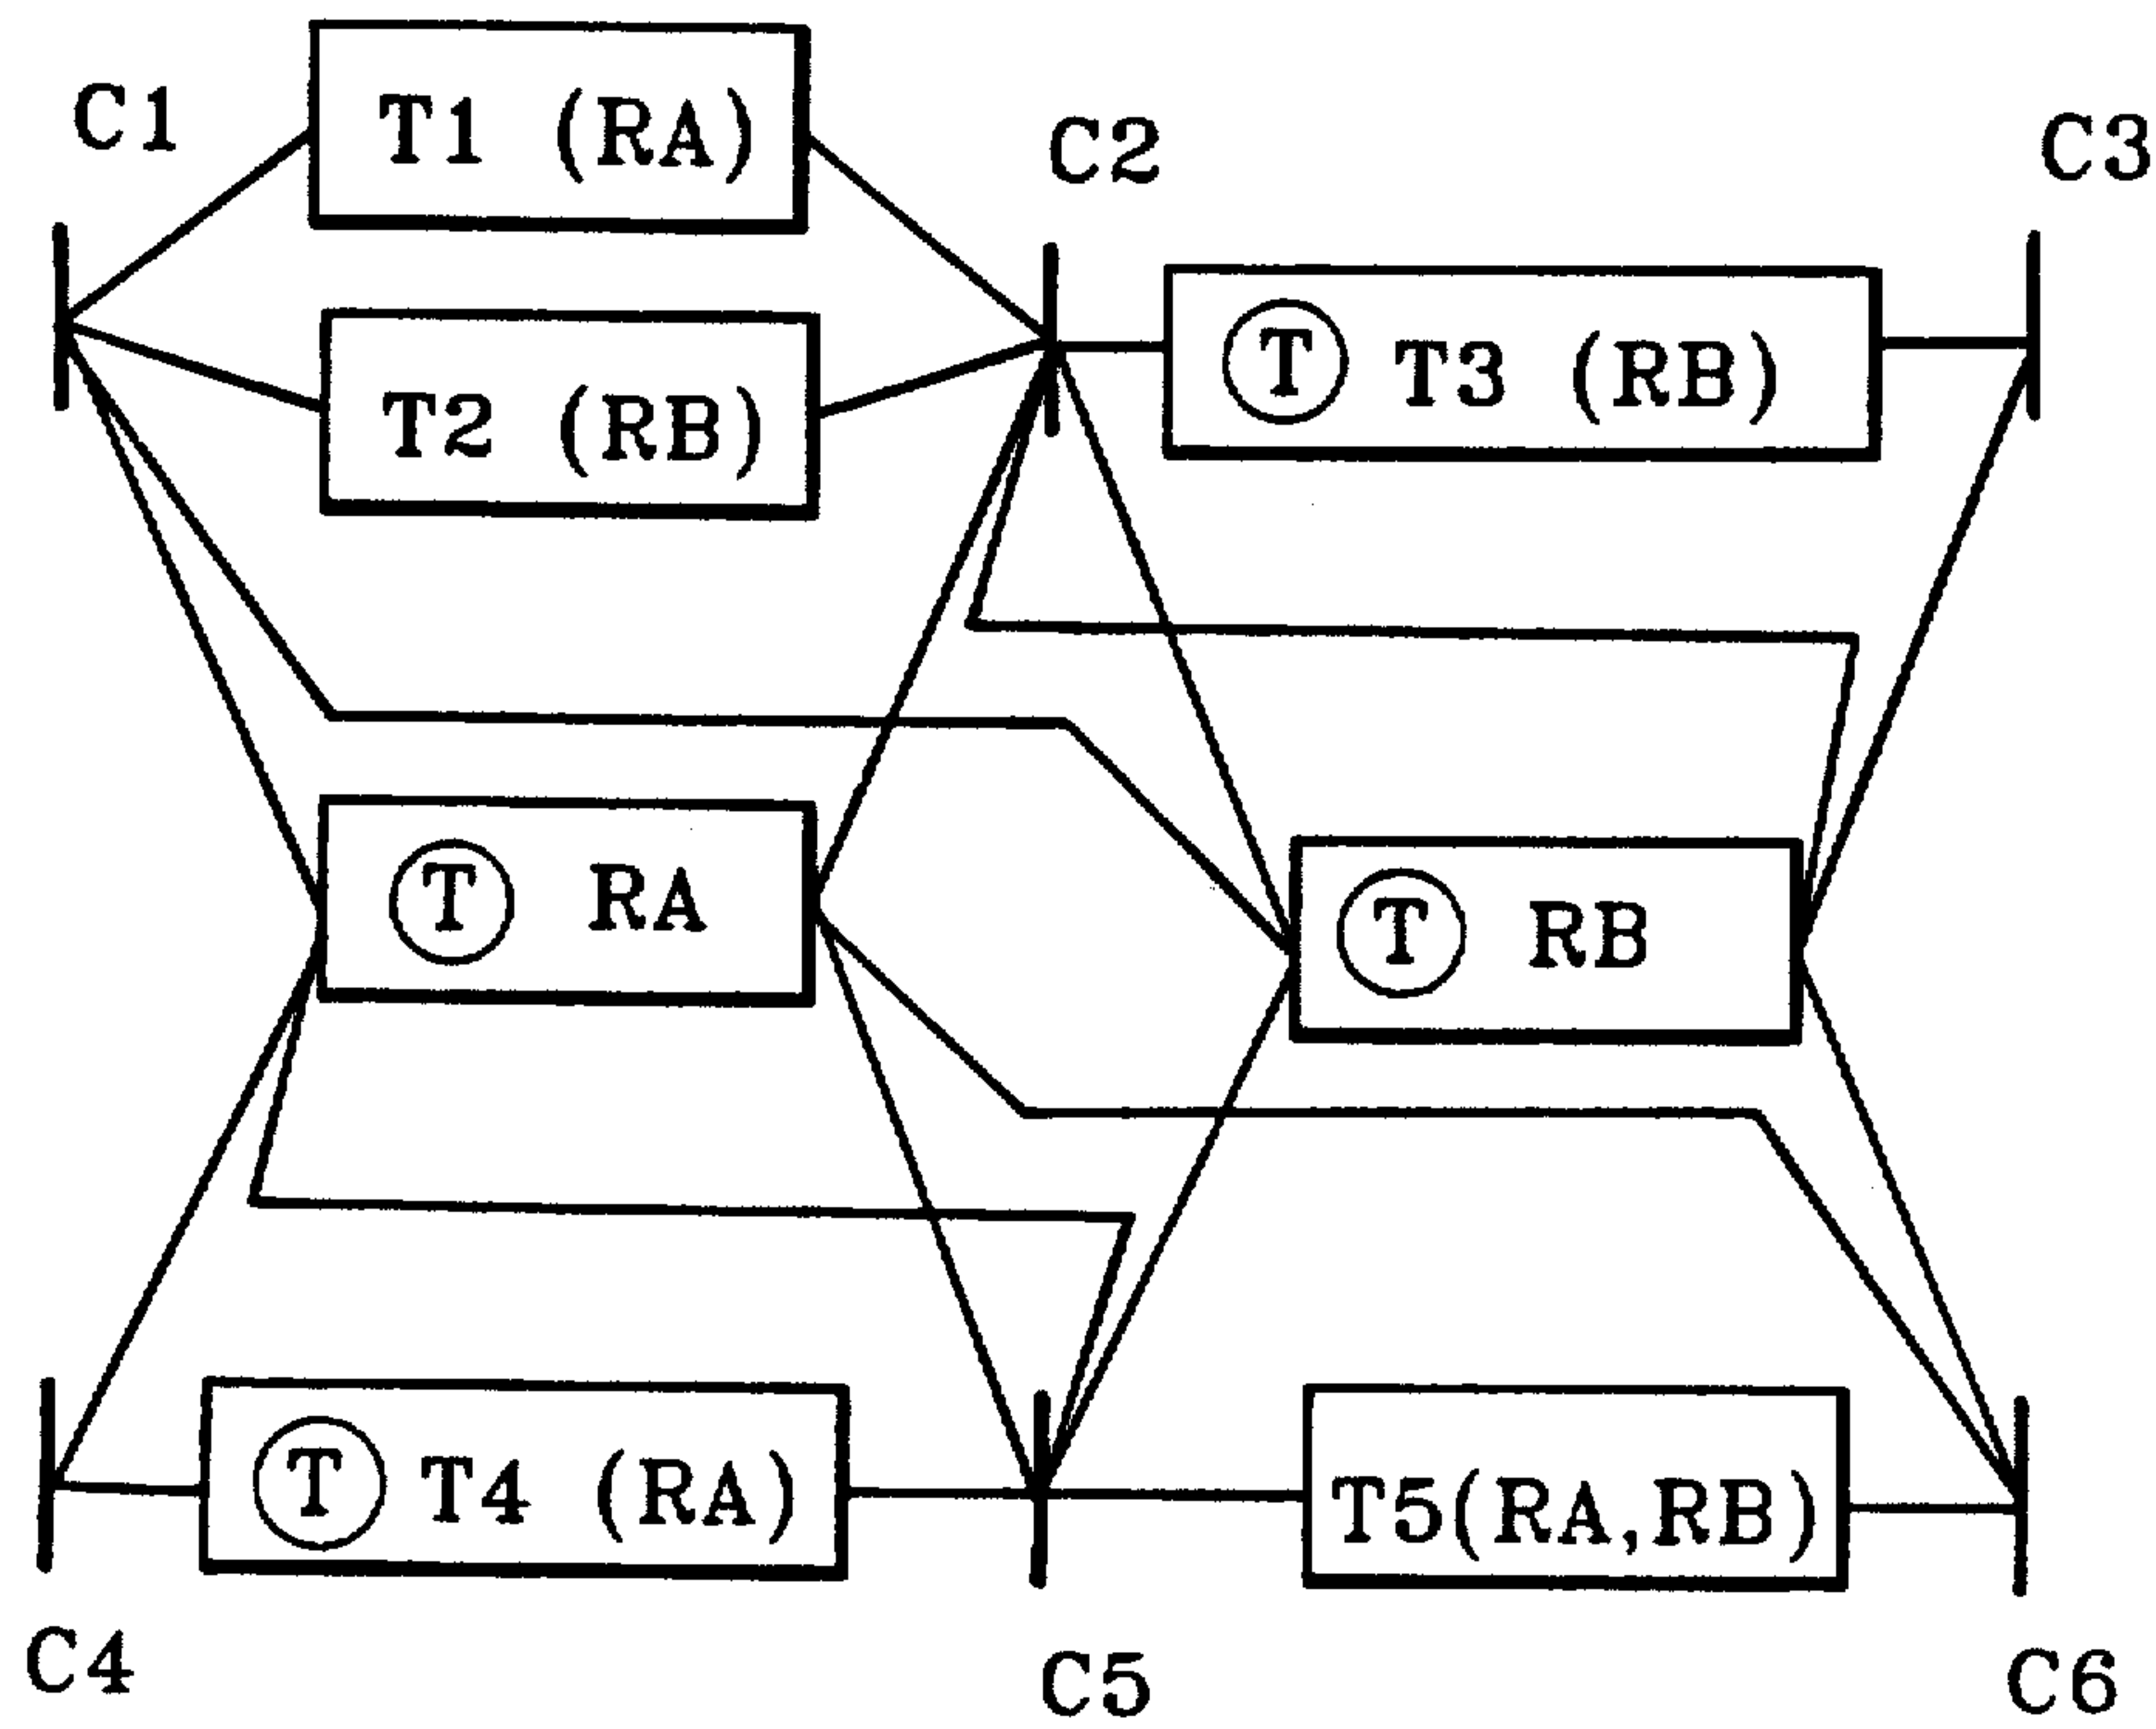 C1
T1 (RA)
C2
C3
T2 (RB)
T T3 (RB)
T RA
T RB
T T4 (RA)
T5(RA,RB)
C4
C5
C6